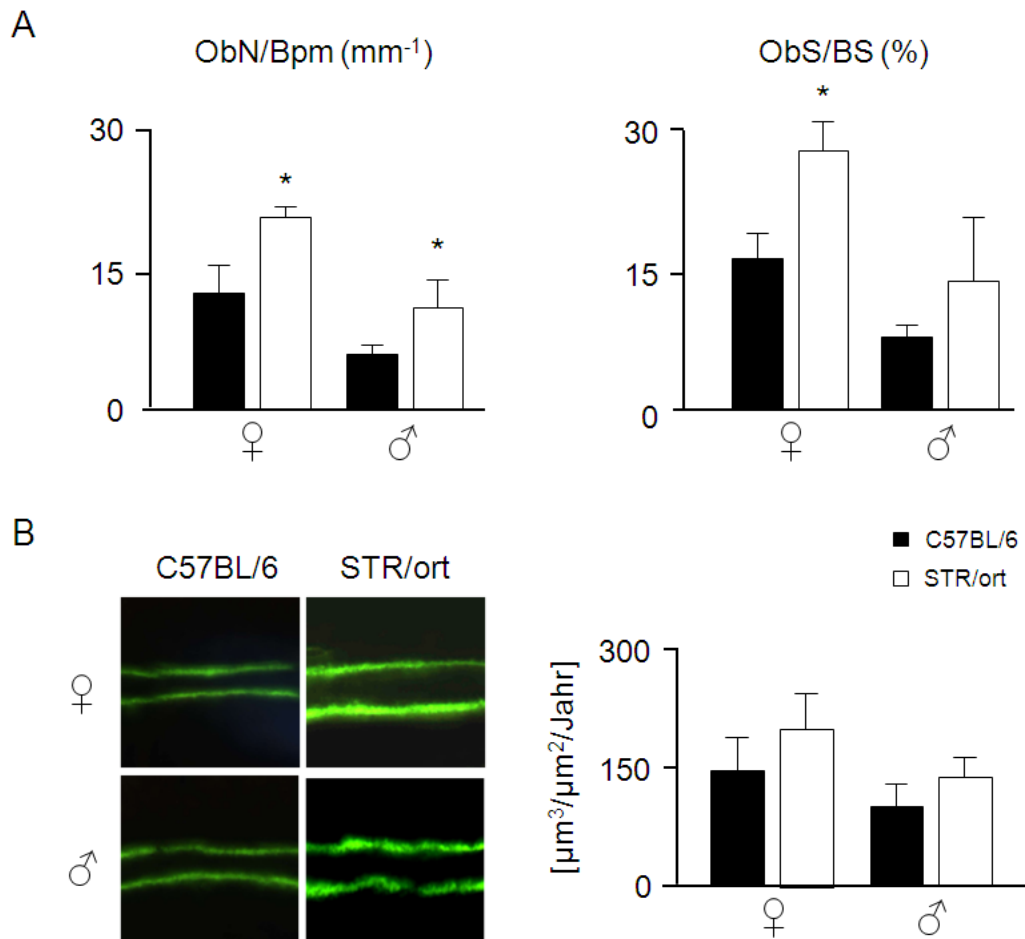 A
ObN/Bpm (mm⁻¹)
30
15
0
*
*
♀ ♂
ObS/BS (%)
30
15
0
*
♀ ♂
B
C57BL/6 STR/ort
♀
♂
C57BL/6
STR/ort
[µm³/µm²/Jahr]
300
150
0
♀ ♂